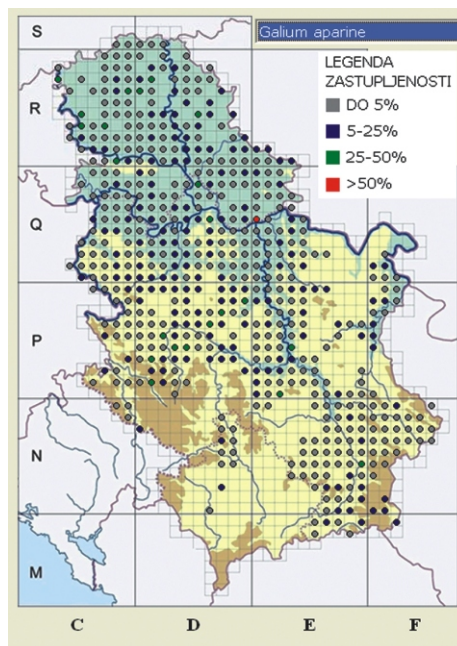 Galium aparine
LEGENDA
ZASTUPLJENOSTI
DO 5%
5-25%
25-50%
>50%
S
R
Q
P
N
M
C D E F